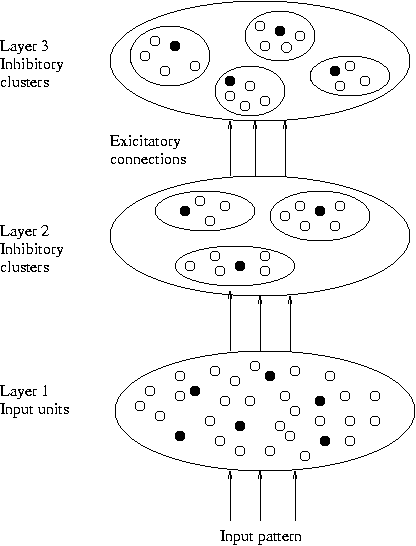 Layer 3
Inhibitory
clusters
Exicitatory
connections
Layer 2
Inhibitory
clusters
Layer 1
Input units
Input pattern